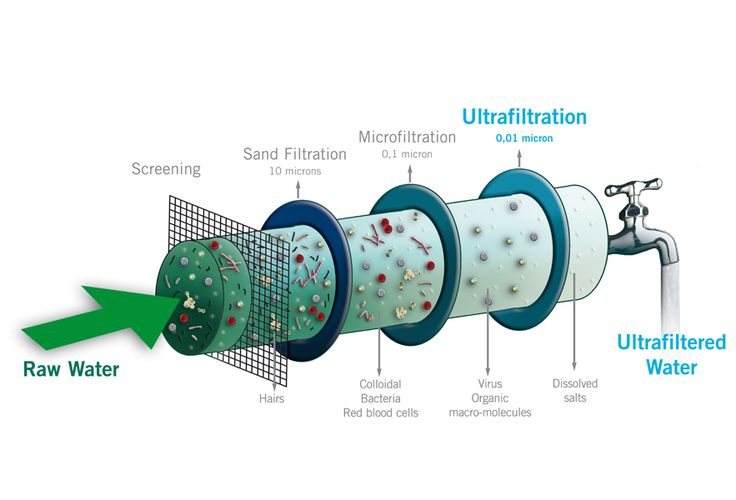 Ultrafiltration
0,01 micron
Microfiltration
0,1 micron
Sand Filtration
10 microns
Screening
Raw Water
Hairs
Colloidal
Bacteria
Red blood cells
Virus
Organic
macro-molecules
Dissolved
salts
Ultrafiltered
Water